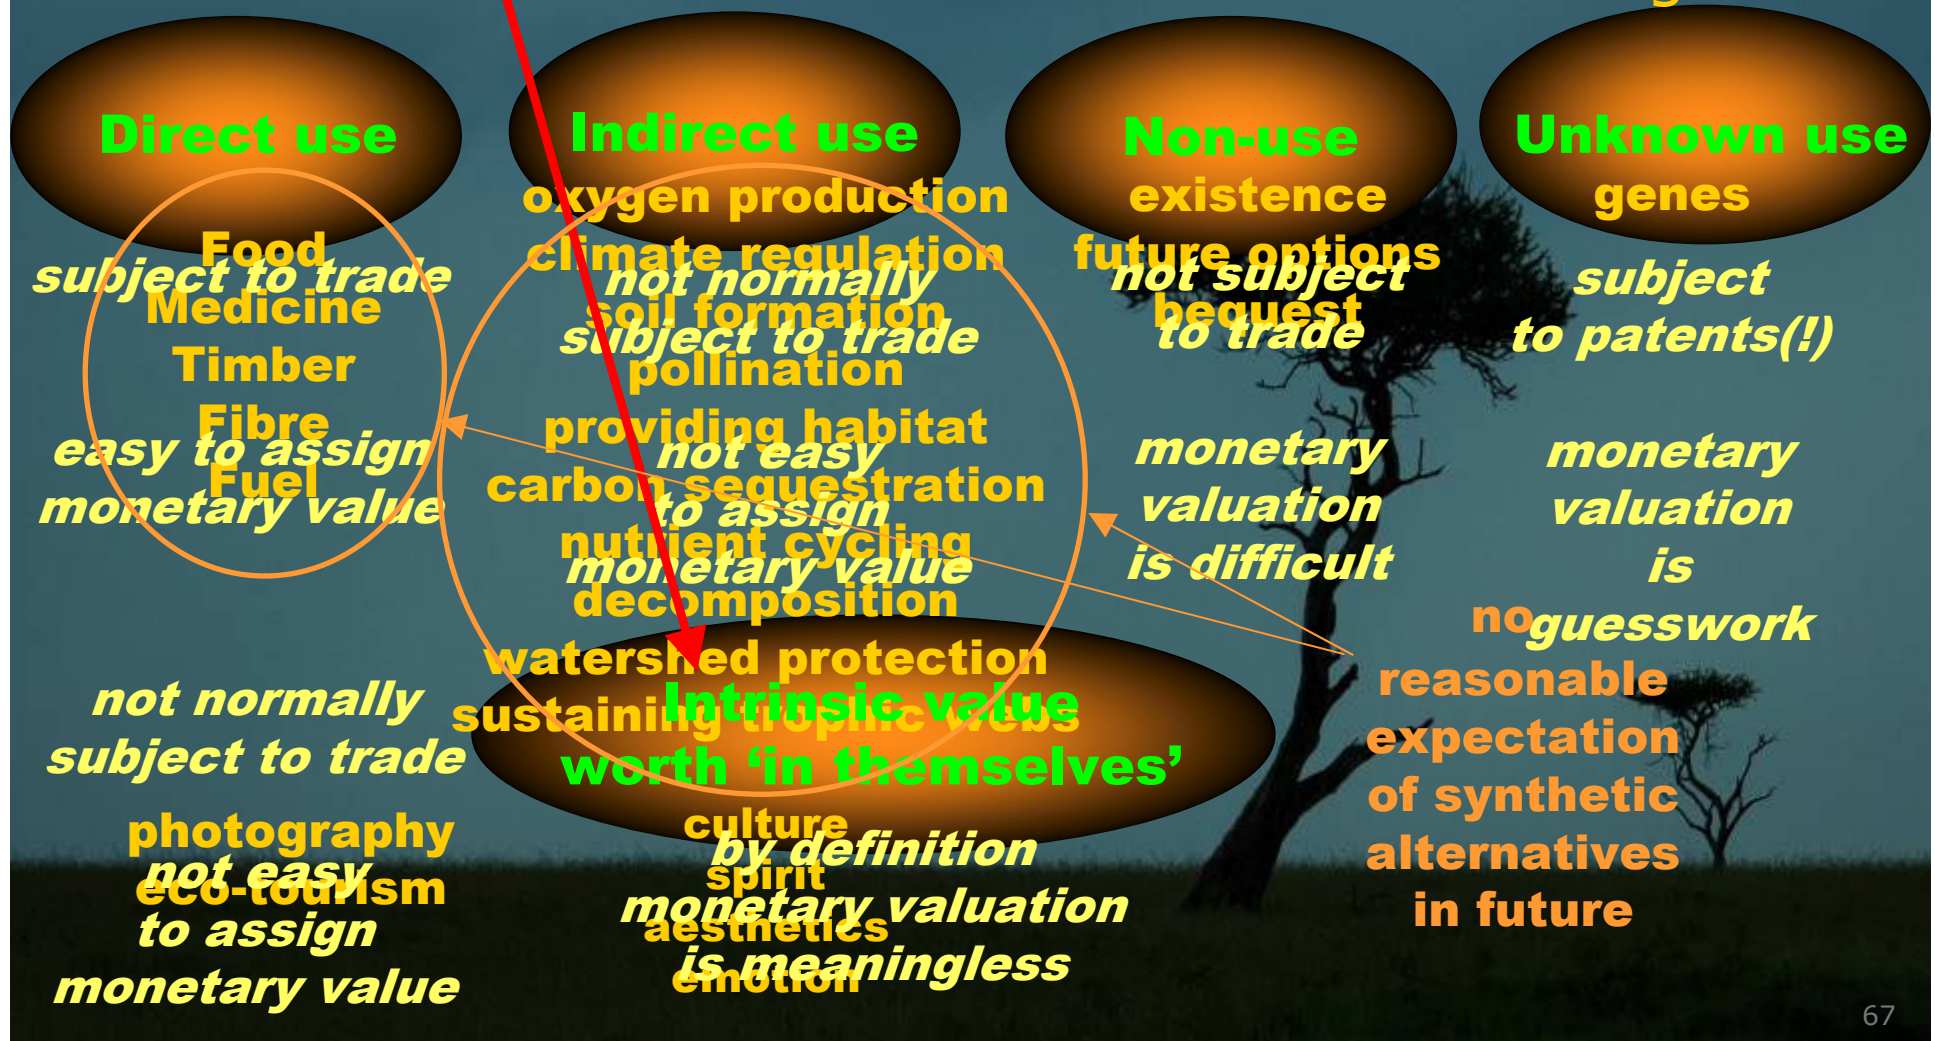 Direct use
Food
Medicine
Timber
Fibre
Fuel
subject to trade
easy to assign
monetary value
not normally
subject to trade
photography
eco-tourism
not easy
to assign
monetary value
Indirect use
oxygen production
climate regulation
soil formation
pollination
providing habitat
carbon sequestration
nutrient cycling
decomposition
watershed protection
sustaining trophic webs
not normally
subject to trade
not easy
to assign
monetary value
Intrinsic value
worth ‘in themselves’
culture
spirit
aesthetics
emotion
by definition
monetary valuation
is meaningless
Non-use
existence
future options
bequest
not subject
to trade
monetary
valuation
is difficult
Unknown use
genes
subject
to patents(!)
monetary
valuation
is
guesswork
no
reasonable
expectation
of synthetic
alternatives
in future
67